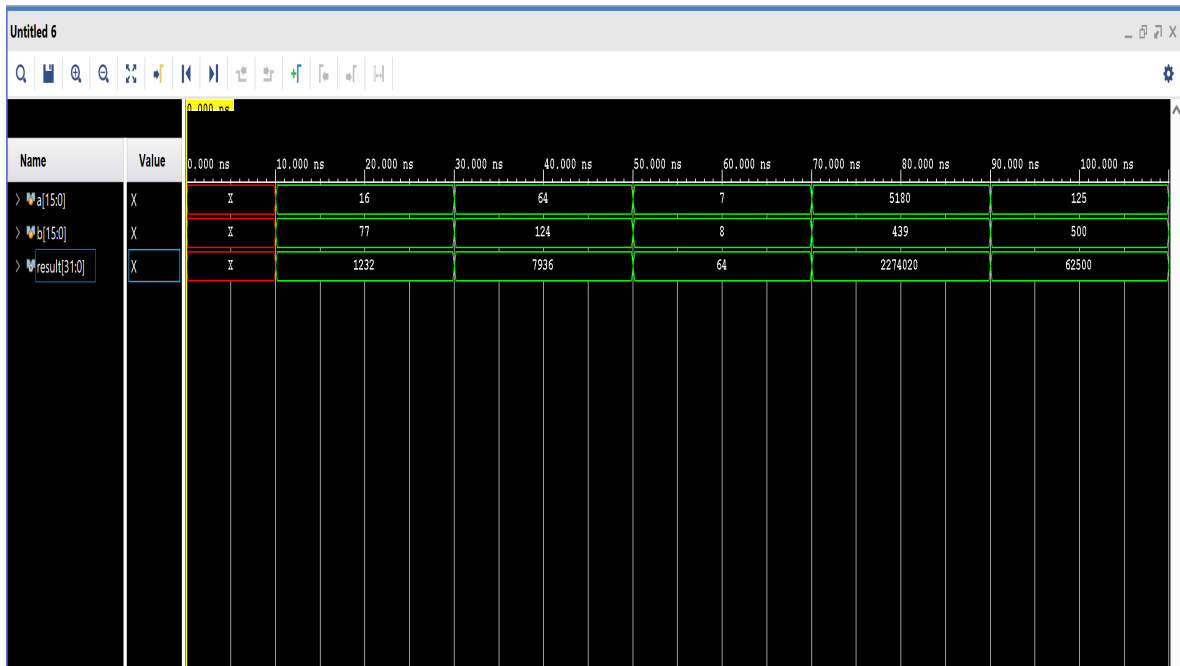 Untitled 6
0.000 ns
Name Value 0.000 ns 10.000 ns 20.000 ns 30.000 ns 40.000 ns 50.000 ns 60.000 ns 70.000 ns 80.000 ns 90.000 ns 100.000 ns
a[15:0] X X 16 64 7 5180 125
b[15:0] X X 77 124 8 439 500
result[31:0] X X 1232 7936 64 2274020 62500